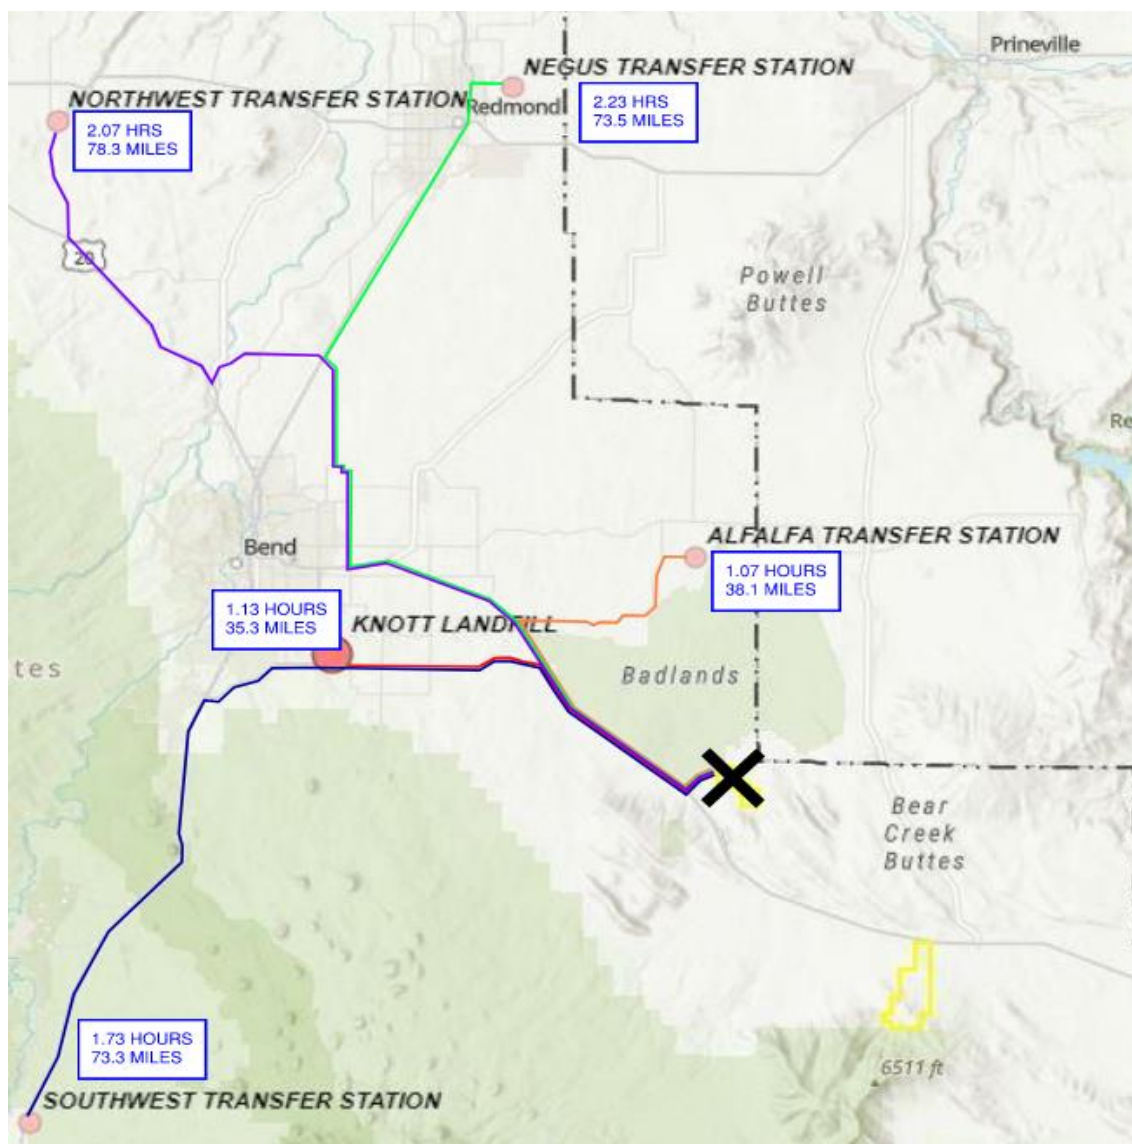 Prineville
NEGUS TRANSFER STATION
2.23 HRS
73.5 MILES
NORTHWEST TRANSFER STATION
Redmond
2.07 HRS
78.3 MILES
20
Powell
Buttes
Re
Bend
ALFALFA TRANSFER STATION
1.07 HOURS
38.1 MILES
1.13 HOURS
35.3 MILES
KNOTT LANDFILL
tes
Badlands
Bear
Creek
Buttes
1.73 HOURS
73.3 MILES
6511 ft
SOUTHWEST TRANSFER STATION